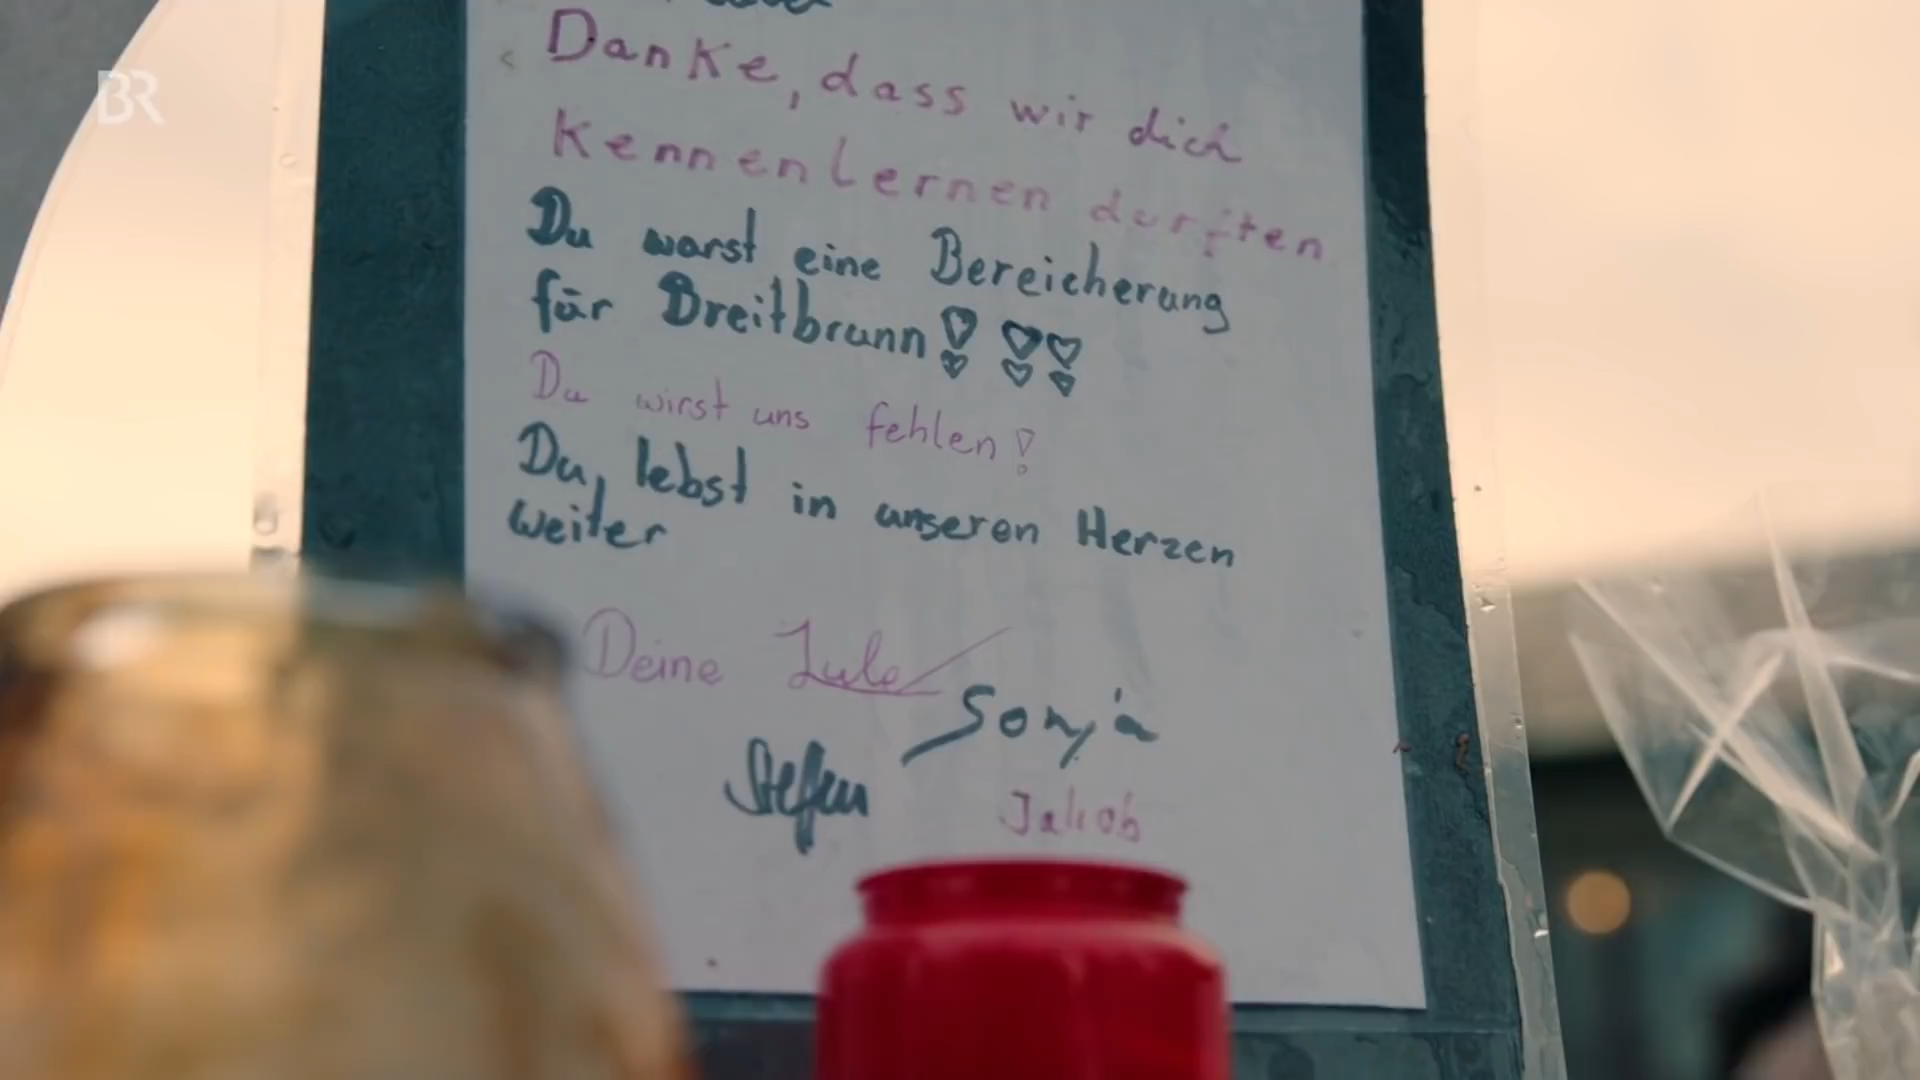 BR
Danke, dass wir dich
Kennenlernen durften
Du warst eine Bereicherung
für Breitbrunn! !!
Du wirst uns fehlen!
Du, lebst in unseren Herzen
weiter
Deine Jule
Sonja
Stefan
Jakob